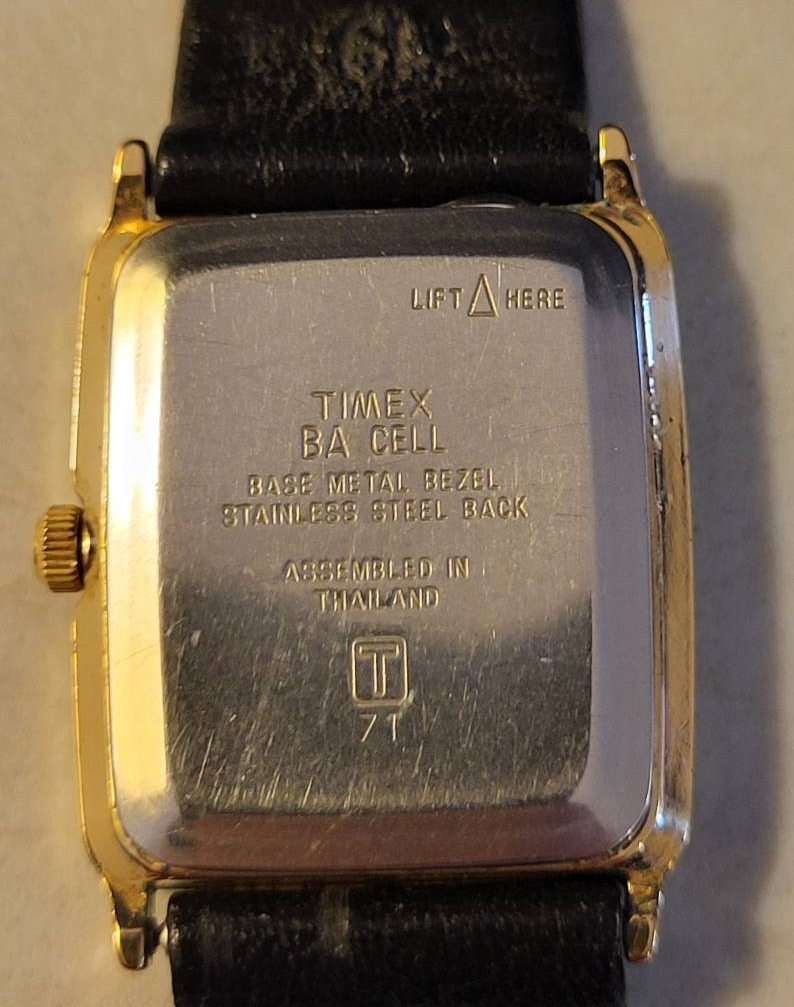 LIFT △ HERE
TIMEX
BA CELL
BASE METAL BEZEL
STAINLESS STEEL BACK
ASSEMBLED IN
THAILAND
T
71